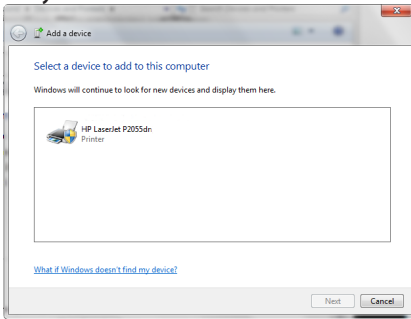 Add a device
Select a device to add to this computer
Windows will continue to look for new devices and display them here.
HP LaserJet P2055dn
Printer
What if Windows doesn't find my device?
Next
Cancel